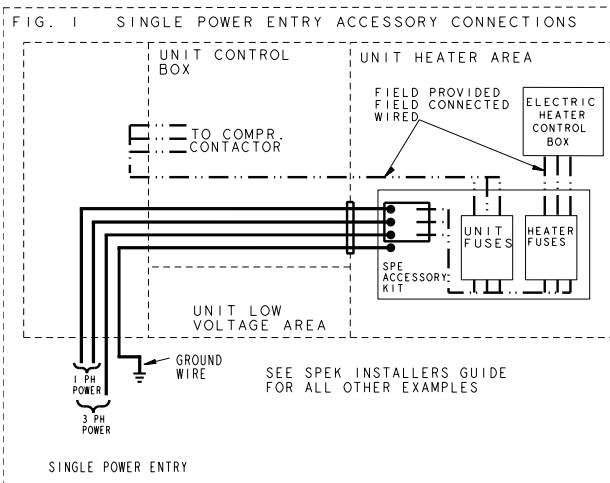 FIG. 1 SINGLE POWER ENTRY ACCESSORY CONNECTIONS
UNIT CONTROL
BOX
UNIT HEATER AREA
FIELD PROVIDED
FIELD CONNECTED
WIRED
ELECTRIC
HEATER
CONTROL
BOX
TO COMPR.
CONTACTOR
UNIT
FUSES
HEATER
FUSES
SPE
ACCESSORY
KIT
UNIT LOW
VOLTAGE AREA
GROUND
WIRE
1 PH
POWER
3 PH
POWER
SEE SPEK INSTALLERS GUIDE
FOR ALL OTHER EXAMPLES
SINGLE POWER ENTRY